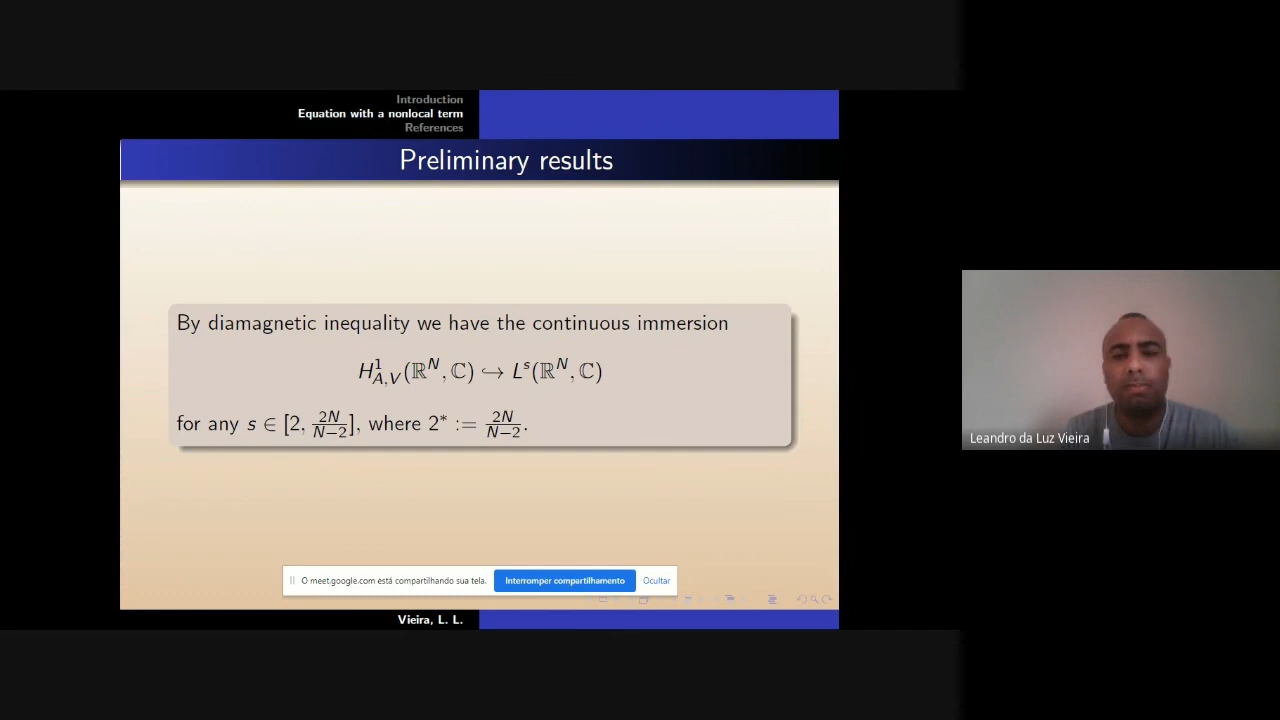 Introduction
Equation with a nonlocal term
References
Preliminary results
By diamagnetic inequality we have the continuous immersion
H^1_{A,V}(ℝ^N, ℂ) ↪ L^s(ℝ^N, ℂ)
for any s ∈ [2, \frac{2N}{N−2}], where 2* := \frac{2N}{N−2}.
O meet.google.com está compartilhando sua tela. Interromper compartilhamento Ocultar
Vieira, L. L.
Leandro da Luz Vieira